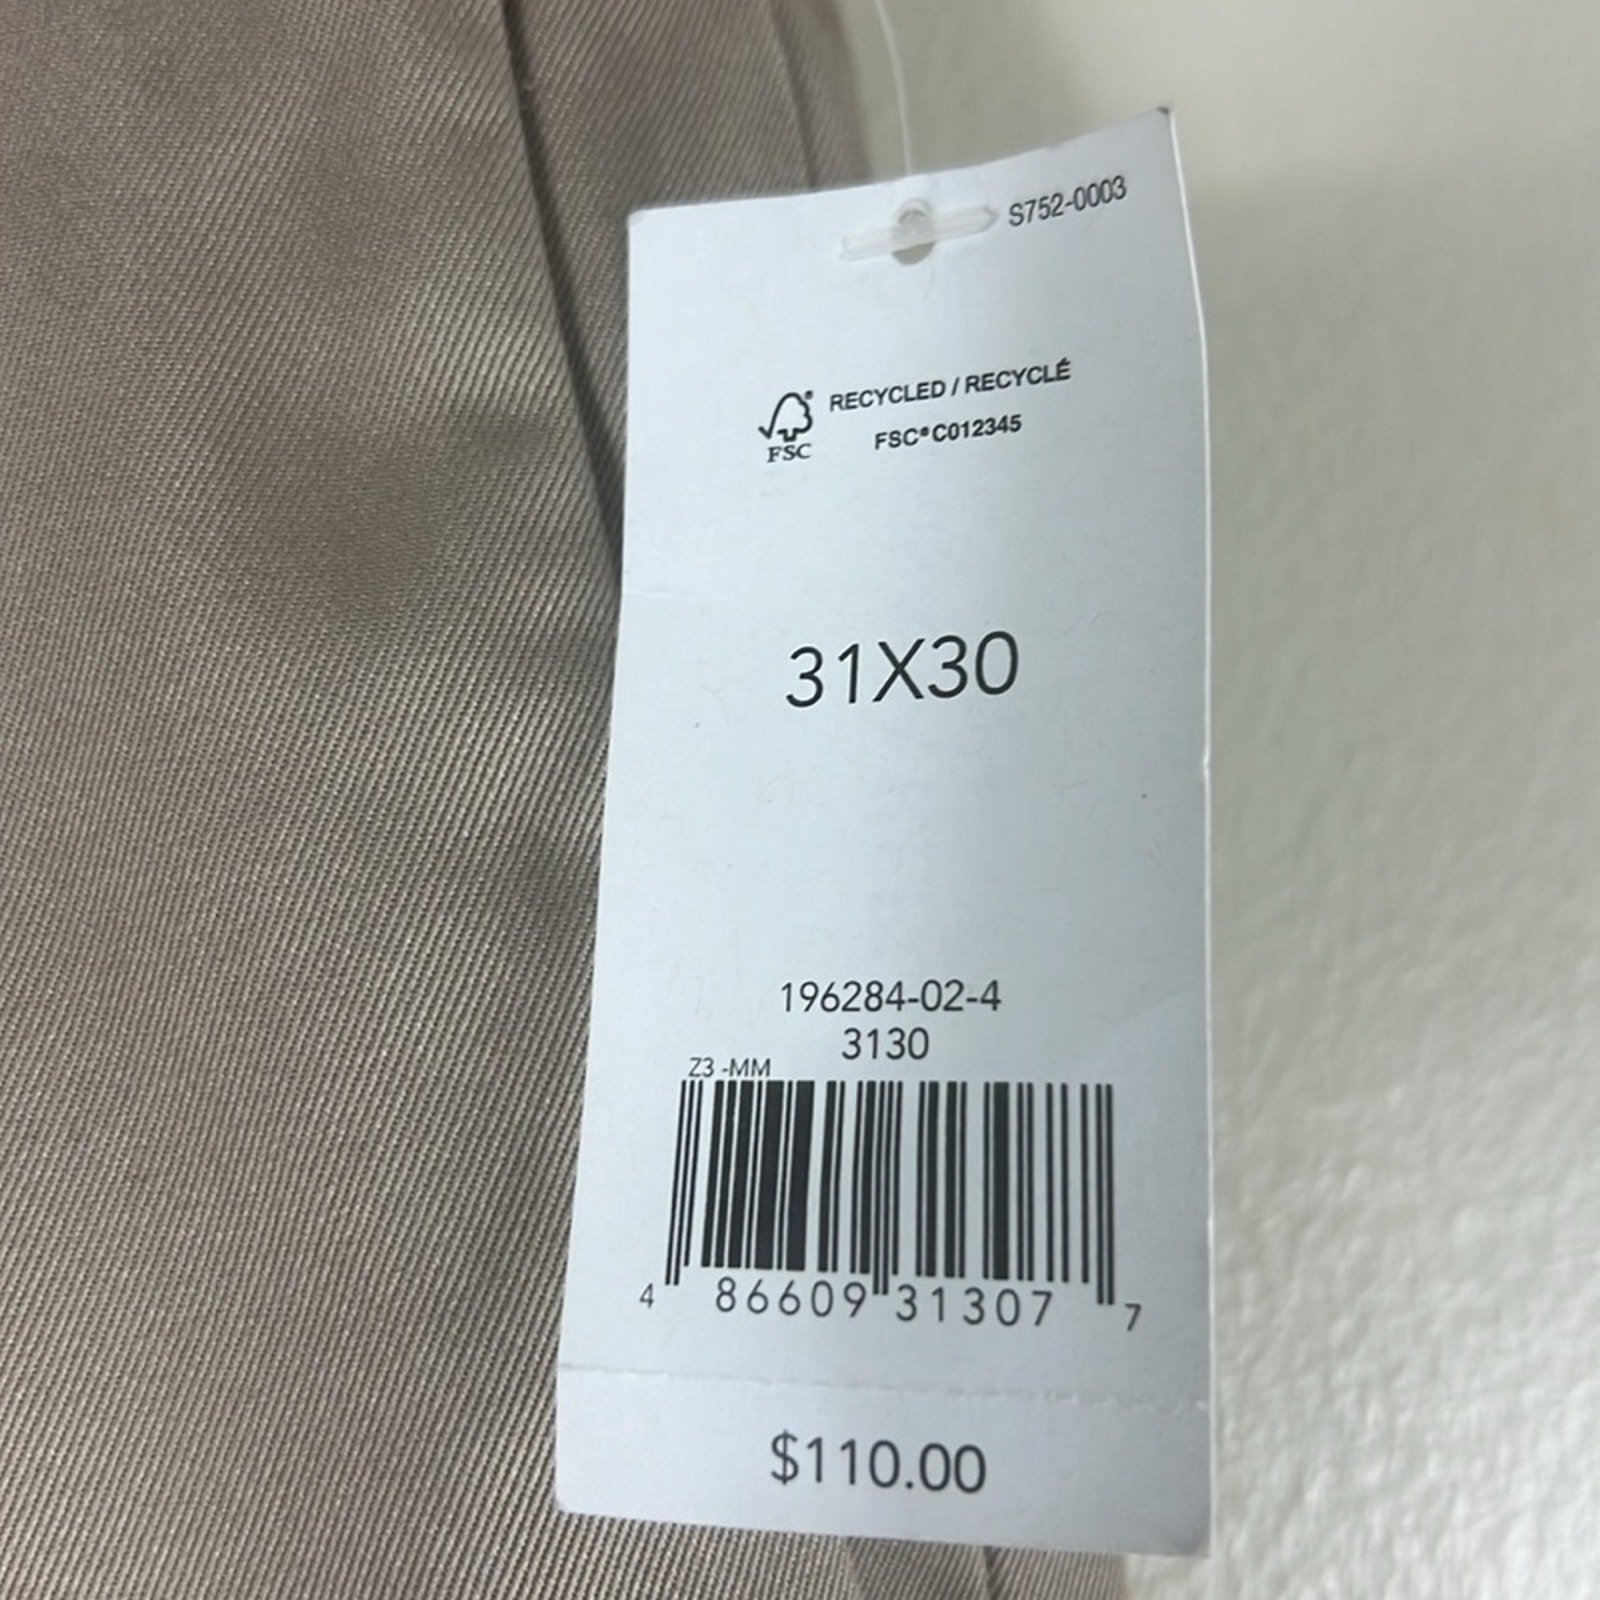 S752-0003
RECYCLED / RECYCLÉ
FSC® C012345
FSC
31X30
196284-02-4
3130
Z3 -MM
4 86609 31307 7
$110.00